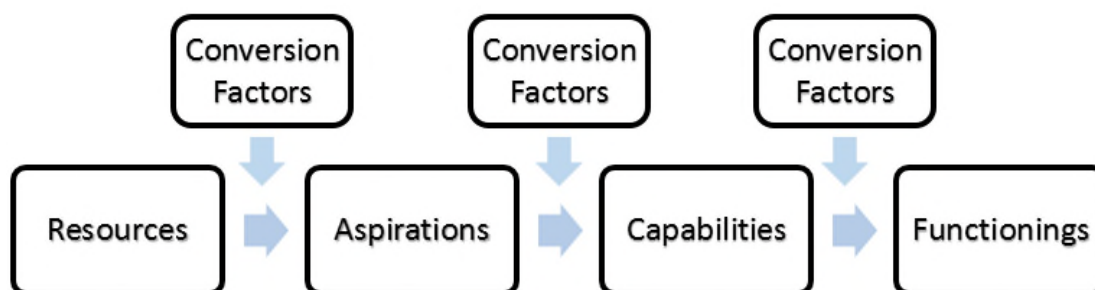 Conversion
Factors
Conversion
Factors
Conversion
Factors
Resources
Aspirations
Capabilities
Functionings